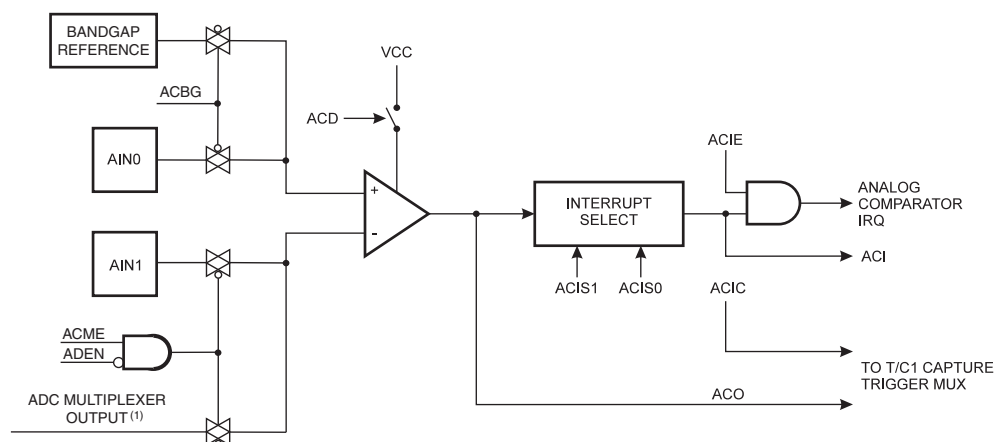 BANDGAP
REFERENCE
ACBG
AIN0
VCC
ACD
+
-
AIN1
ACME
ADEN
ADC MULTIPLEXER
OUTPUT (1)
INTERRUPT
SELECT
ACIS1 ACIS0
ACIE
ANALOG
COMPARATOR
IRQ
ACI
ACIC
TO T/C1 CAPTURE
TRIGGER MUX
ACO